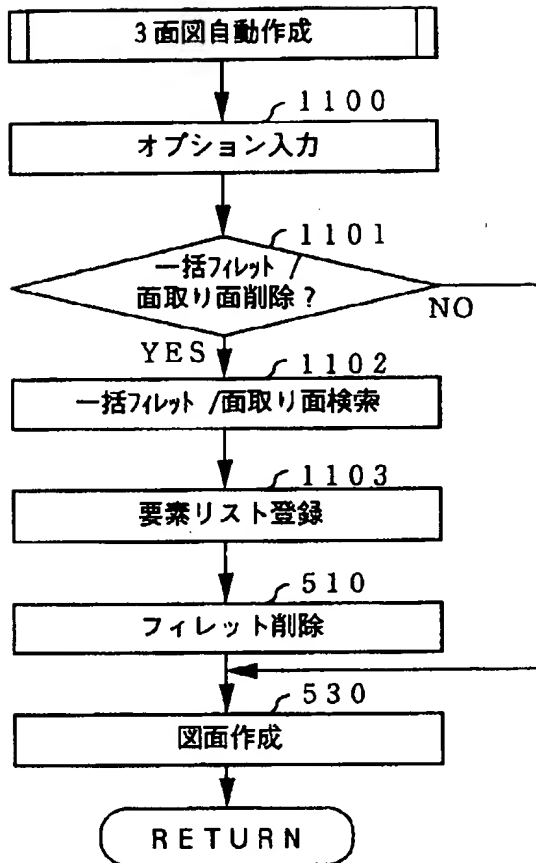 3面図自動作成
1100
オプション入力
1101
一括フィレット /
面取り面削除?
NO
YES
1102
一括フィレット /面取り面検索
1103
要素リスト登録
510
フィレット削除
530
図面作成
RETURN